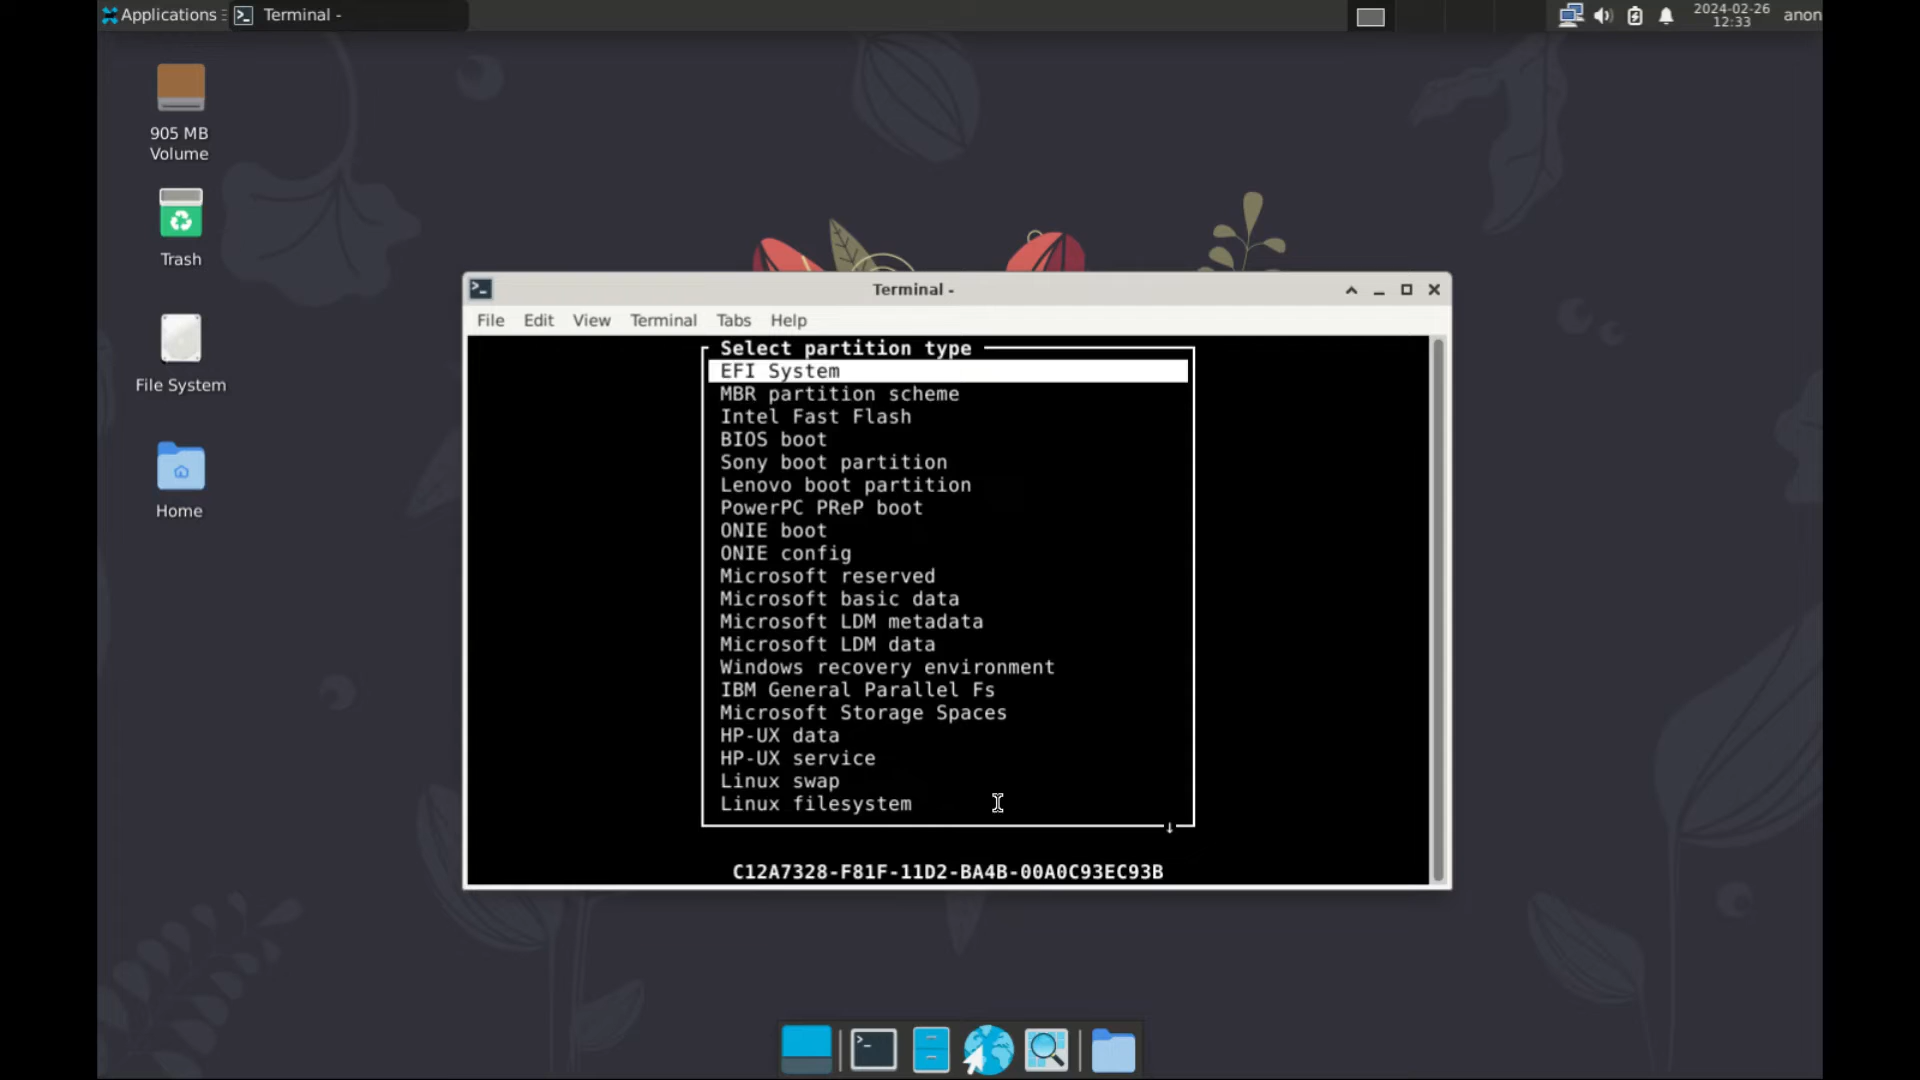 Applications
Terminal -
2024-02-26
12:33
anon
905 MB
Volume
Trash
File System
Home
Terminal -
File Edit View Terminal Tabs Help
Select partition type
EFI System
MBR partition scheme
Intel Fast Flash
BIOS boot
Sony boot partition
Lenovo boot partition
PowerPC PReP boot
ONIE boot
ONIE config
Microsoft reserved
Microsoft basic data
Microsoft LDM metadata
Microsoft LDM data
Windows recovery environment
IBM General Parallel Fs
Microsoft Storage Spaces
HP-UX data
HP-UX service
Linux swap
Linux filesystem
C12A7328-F81F-11D2-BA4B-00A0C93EC93B